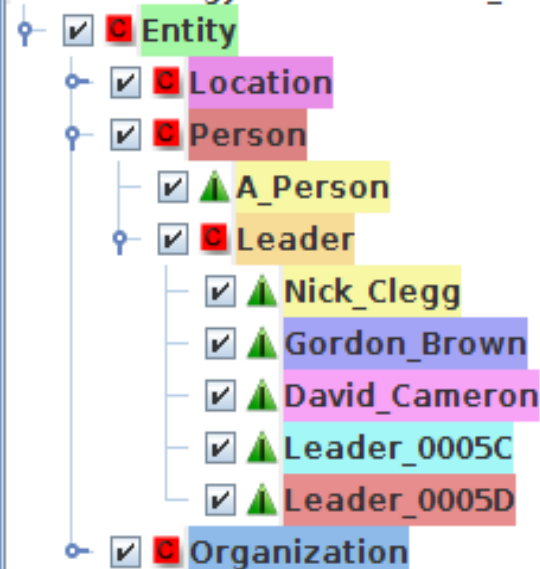 Entity
Location
Person
A_Person
Leader
Nick_Clegg
Gordon_Brown
David_Cameron
Leader_0005C
Leader_0005D
Organization